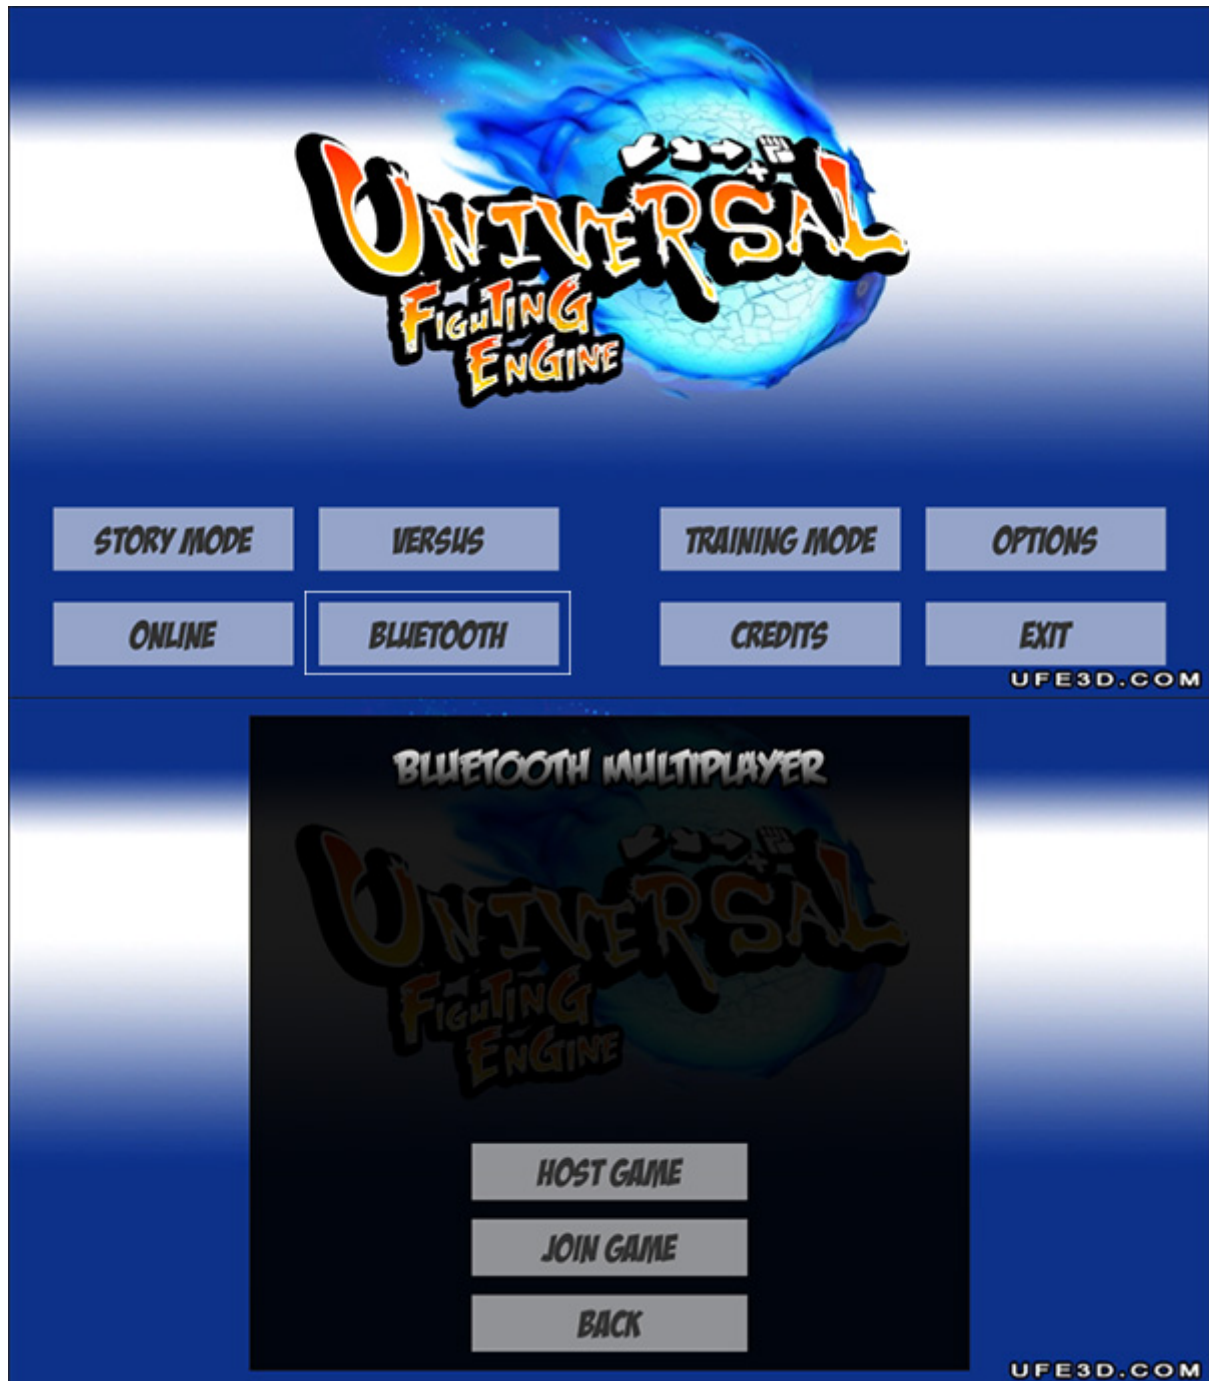 UNIVERSAL
FIGHTING
ENGINE
STORY MODE
VERSUS
TRAINING MODE
OPTIONS
ONLINE
BLUETOOTH
CREDITS
EXIT
UFE3D.COM
BLUETOOTH MULTIPLAYER
UNIVERSAL
FIGHTING
ENGINE
HOST GAME
JOIN GAME
BACK
UFE3D.COM